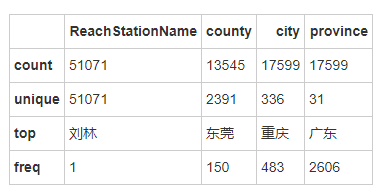 ReachStationName county city province
count 51071 13545 17599 17599
unique 51071 2391 336 31
top 刘林 东莞 重庆 广东
freq 1 150 483 2606